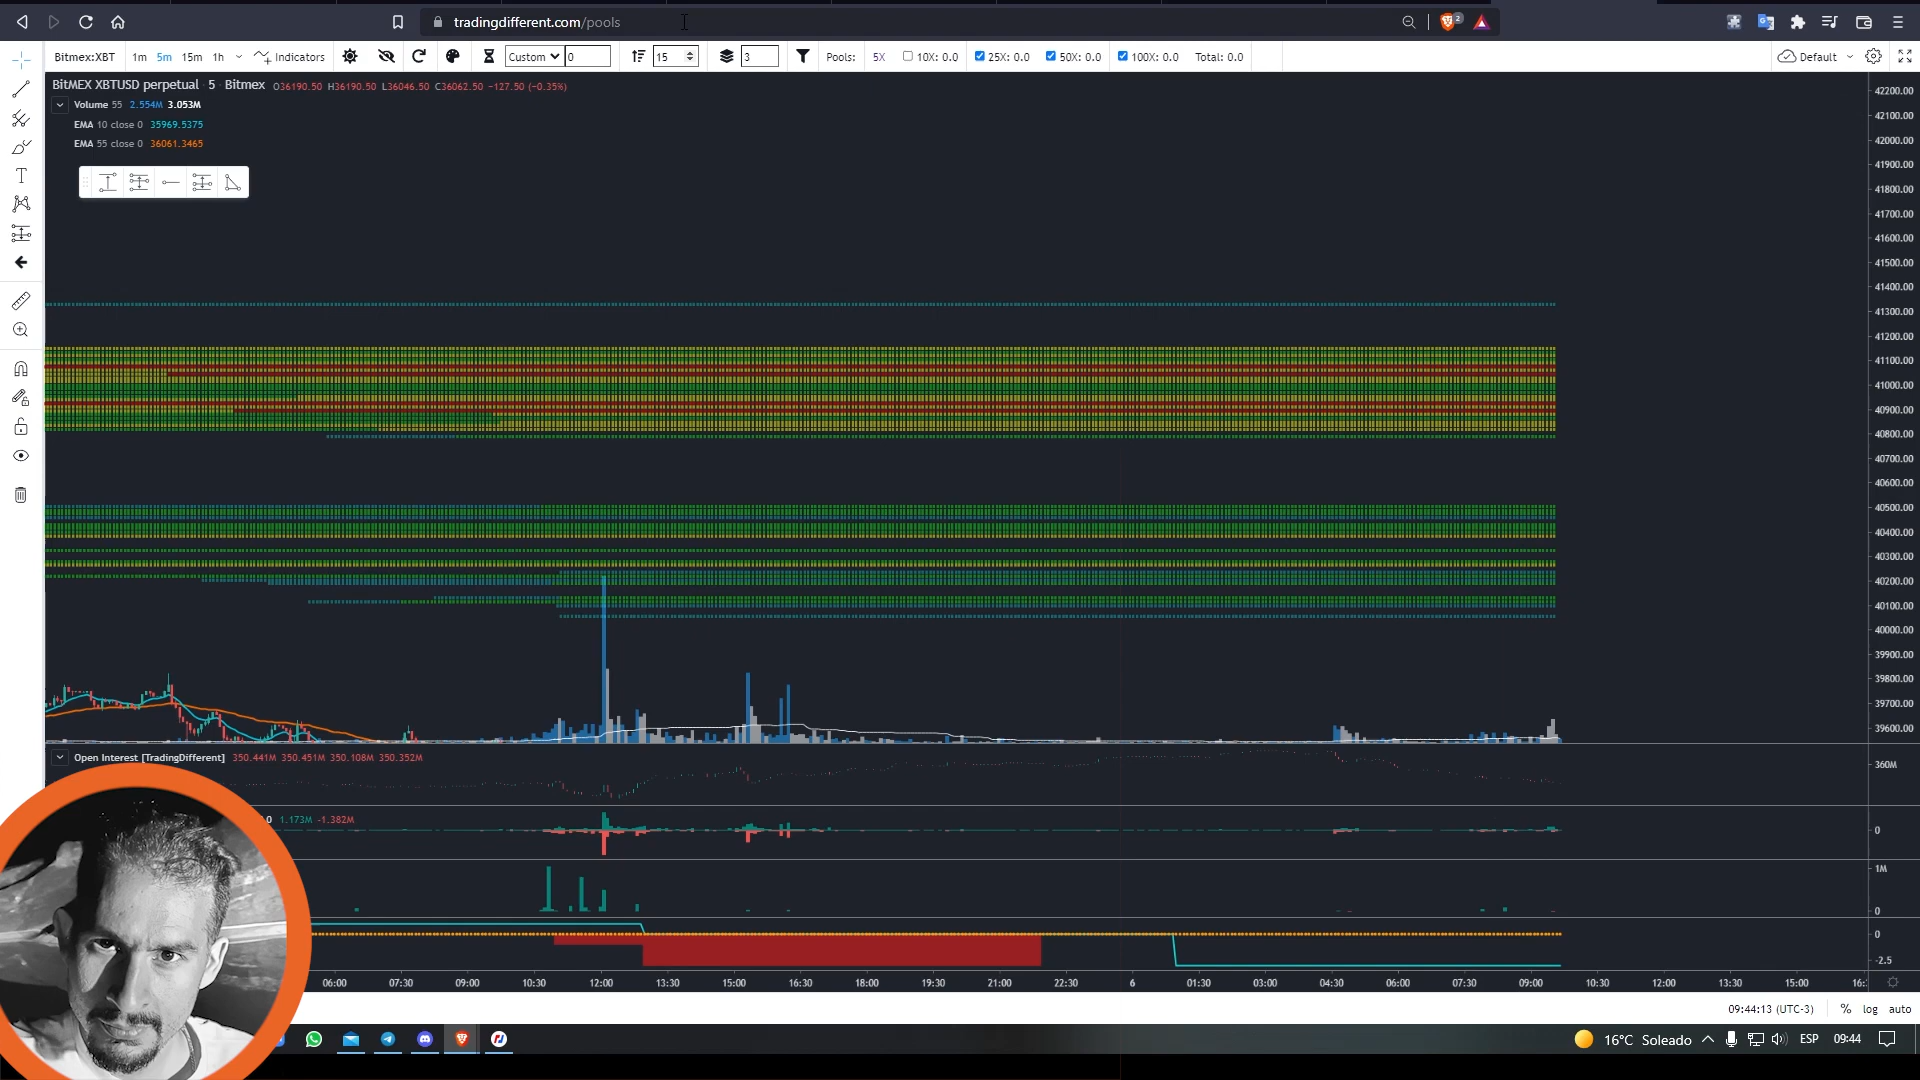 tradingdifferent.com/pools
2
Bitmex:XBT 1m 5m 15m 1h Indicators Custom 0 15 3 Pools: 5X 10X: 0.0 25X: 0.0 50X: 0.0 100X: 0.0 Total: 0.0 Default
BitMEX XBTUSD perpetual 5 Bitmex O36190.50 H36190.50 L36046.50 C36062.50 −127.50 (−0.35%)
Volume 55 2.554M 3.053M
EMA 10 close 0 35969.5375
EMA 55 close 0 36061.3465
42200.00
42100.00
42000.00
41900.00
41800.00
41700.00
41600.00
41500.00
41400.00
41300.00
41200.00
41100.00
41000.00
40900.00
40800.00
40700.00
40600.00
40500.00
40400.00
40300.00
40200.00
40100.00
40000.00
39900.00
39800.00
39700.00
39600.00
Open Interest [TradingDifferent] 350.441M 350.451M 350.108M 350.352M
360M
0 1.173M -1.382M
0
1M
0
0
-2.5
06:00 07:30 09:00 10:30 12:00 13:30 15:00 16:30 18:00 19:30 21:00 22:30 6 01:30 03:00 04:30 06:00 07:30 09:00 10:30 12:00 13:30 15:00 16:
09:44:13 (UTC-3) % log auto
16°C Soleado ESP 09:44